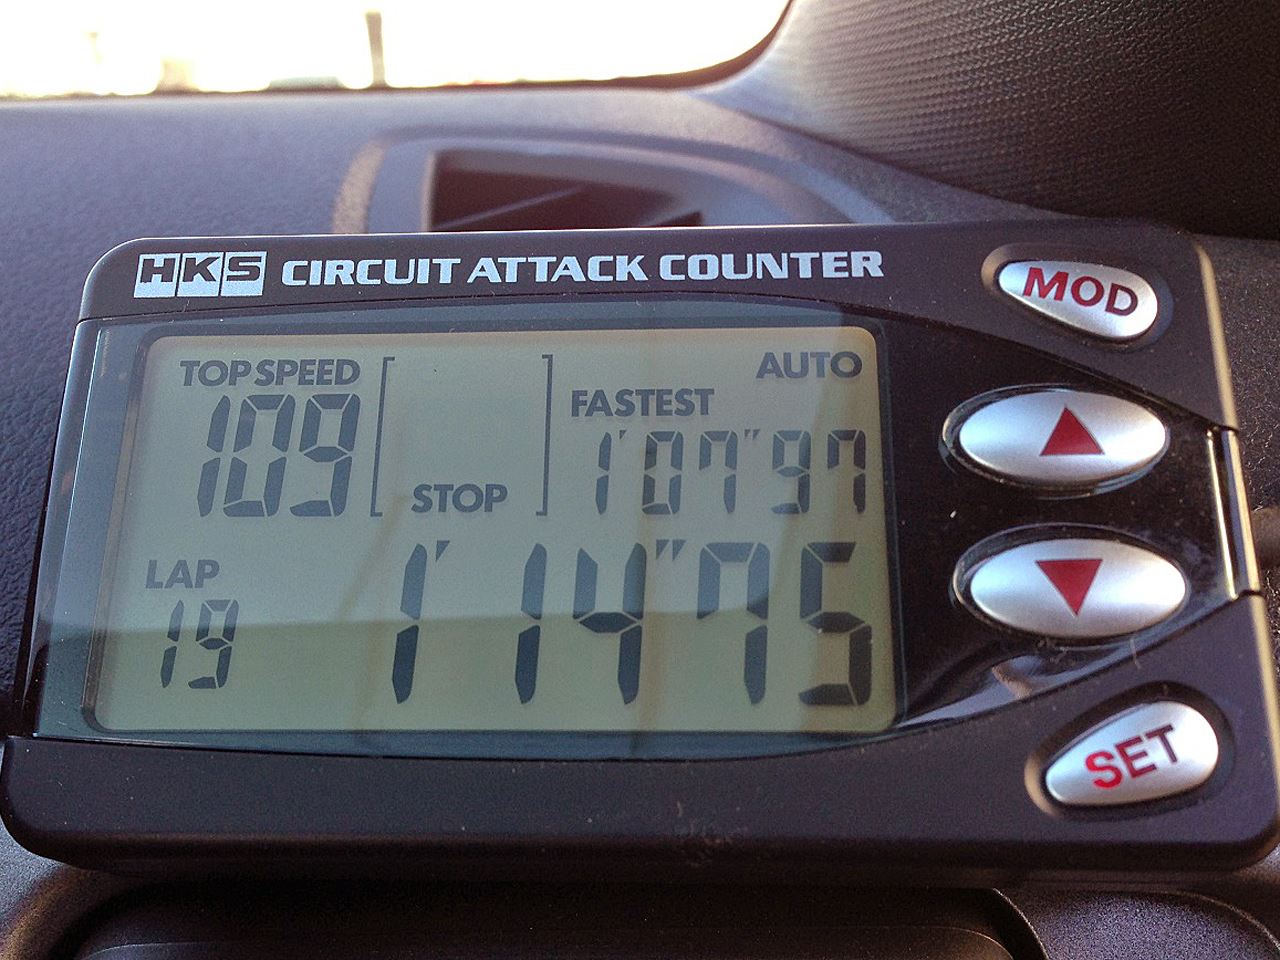 HKS CIRCUIT ATTACK COUNTER
MOD
TOP SPEED
109
STOP
AUTO
FASTEST
1'07"97
LAP
19
1'14"75
SET